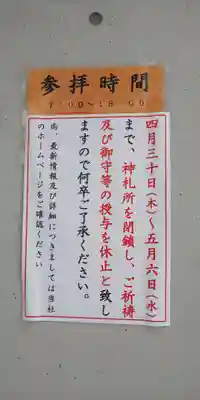 参拝時間
7:00~18:00
四月三十日(木)~五月六日(水)
まで、神札所を閉鎖し、ご祈祷
及び御守等の授与を休止と致し
ますので何卒ご了承ください。
尚、最新情報及び詳細につきましては当社
のホームページをご確認ください